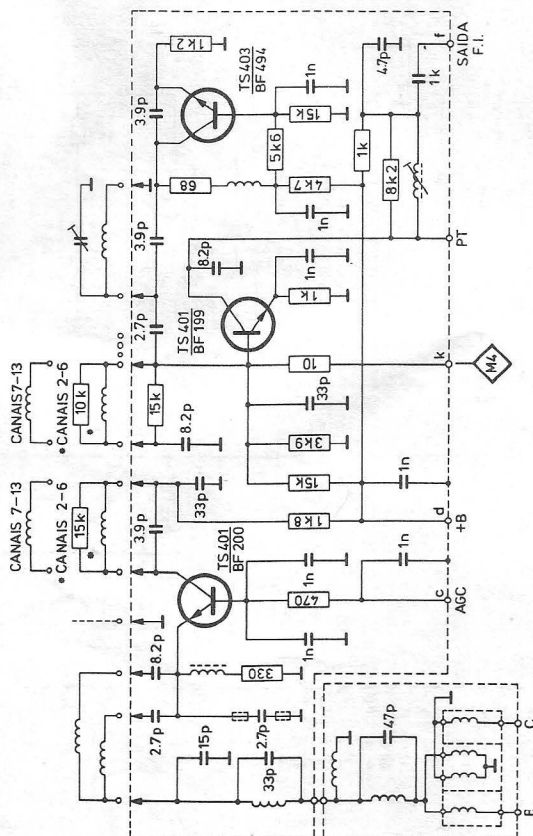 1k2
TS403
BF494
3.9p
1n
15k
5k6
4.7p
1k
f
SAIDA
F.I.
68
4k7
1k
8k2
1n
3.9p
8.2p
PT
1n
1k
TS401
BF199
2.7p
10
k
M4
CANAIS 7-13
CANAIS 2-6
*
10k
15k
8.2p
33p
3k9
15k
1n
CANAIS 7-13
CANAIS 2-6
*
15k
3.9p
33p
1k8
d
+B
TS401
BF200
1n
470
1n
c
AGC
1n
8.2p
330
2.7p
2.7p
15p
33p
47p